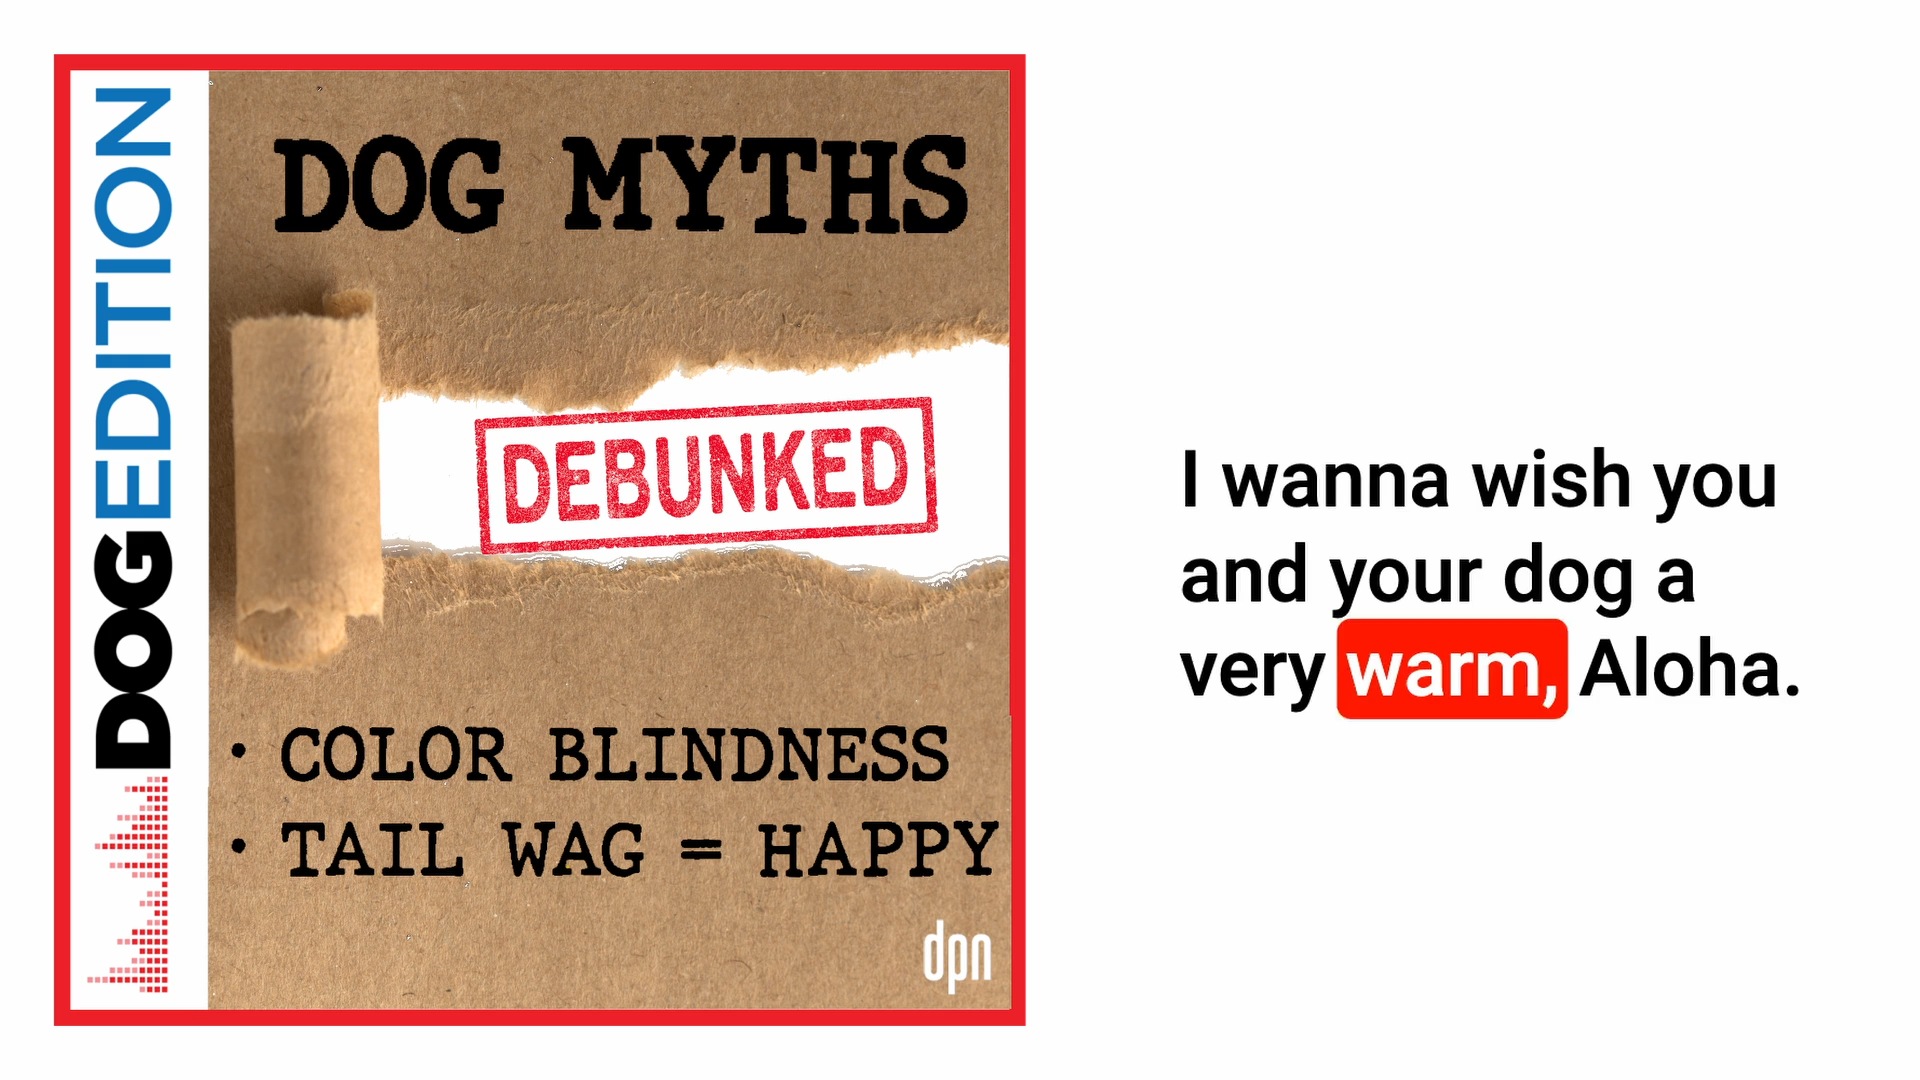 DOGEDITION
DOG MYTHS
DEBUNKED
• COLOR BLINDNESS
• TAIL WAG = HAPPY
dpn
I wanna wish you
and your dog a
very warm, Aloha.